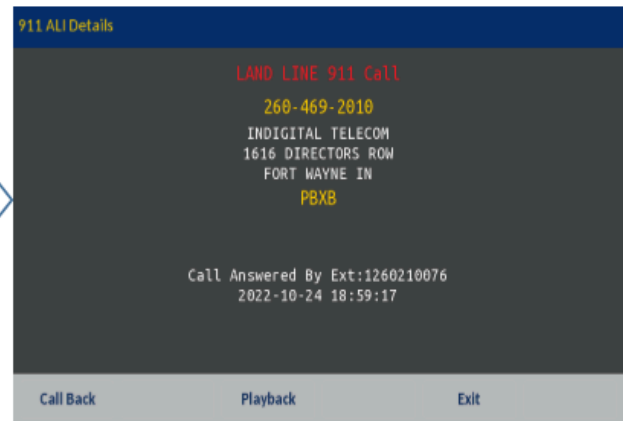 911 ALI Details
LAND LINE 911 Call
260-469-2010
INDIGITAL TELECOM
1616 DIRECTORS ROW
FORT WAYNE IN
PBXB
Call Answered By Ext:1260210076
2022-10-24 18:59:17
Call Back Playback Exit